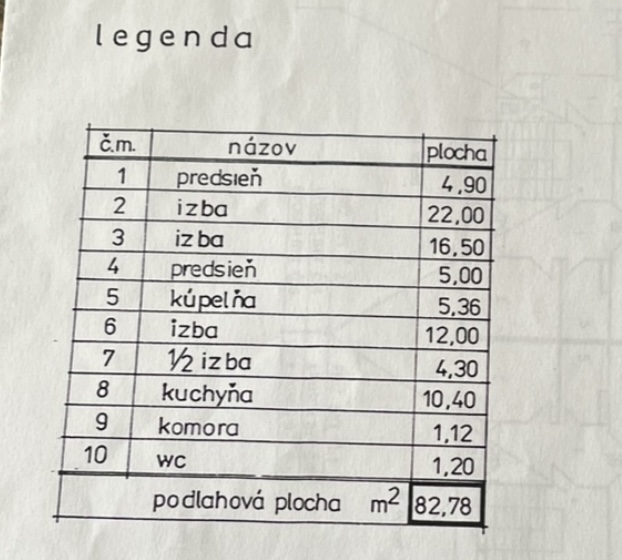 legenda
č.m. názov plocha
1 predsieň 4,90
2 izba 22,00
3 izba 16,50
4 predsieň 5,00
5 kúpelňa 5,36
6 izba 12,00
7 1/2 izba 4,30
8 kuchyňa 10,40
9 komora 1,12
10 wc 1,20
podlahová plocha m² 82,78